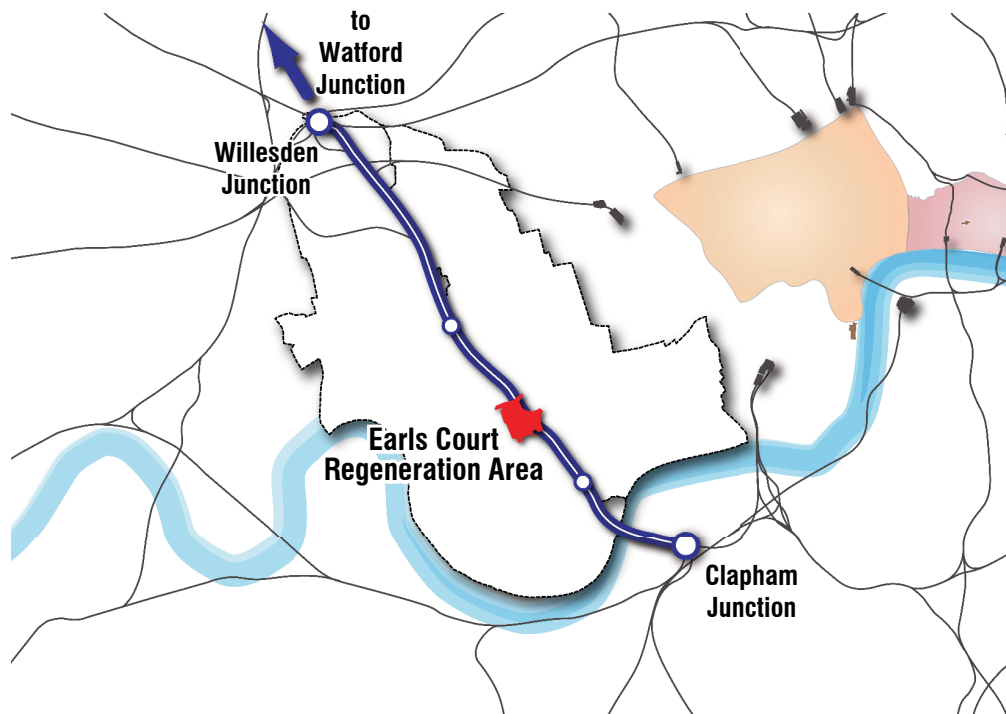 to
Watford
Junction
Willesden
Junction
Earls Court
Regeneration Area
Clapham
Junction